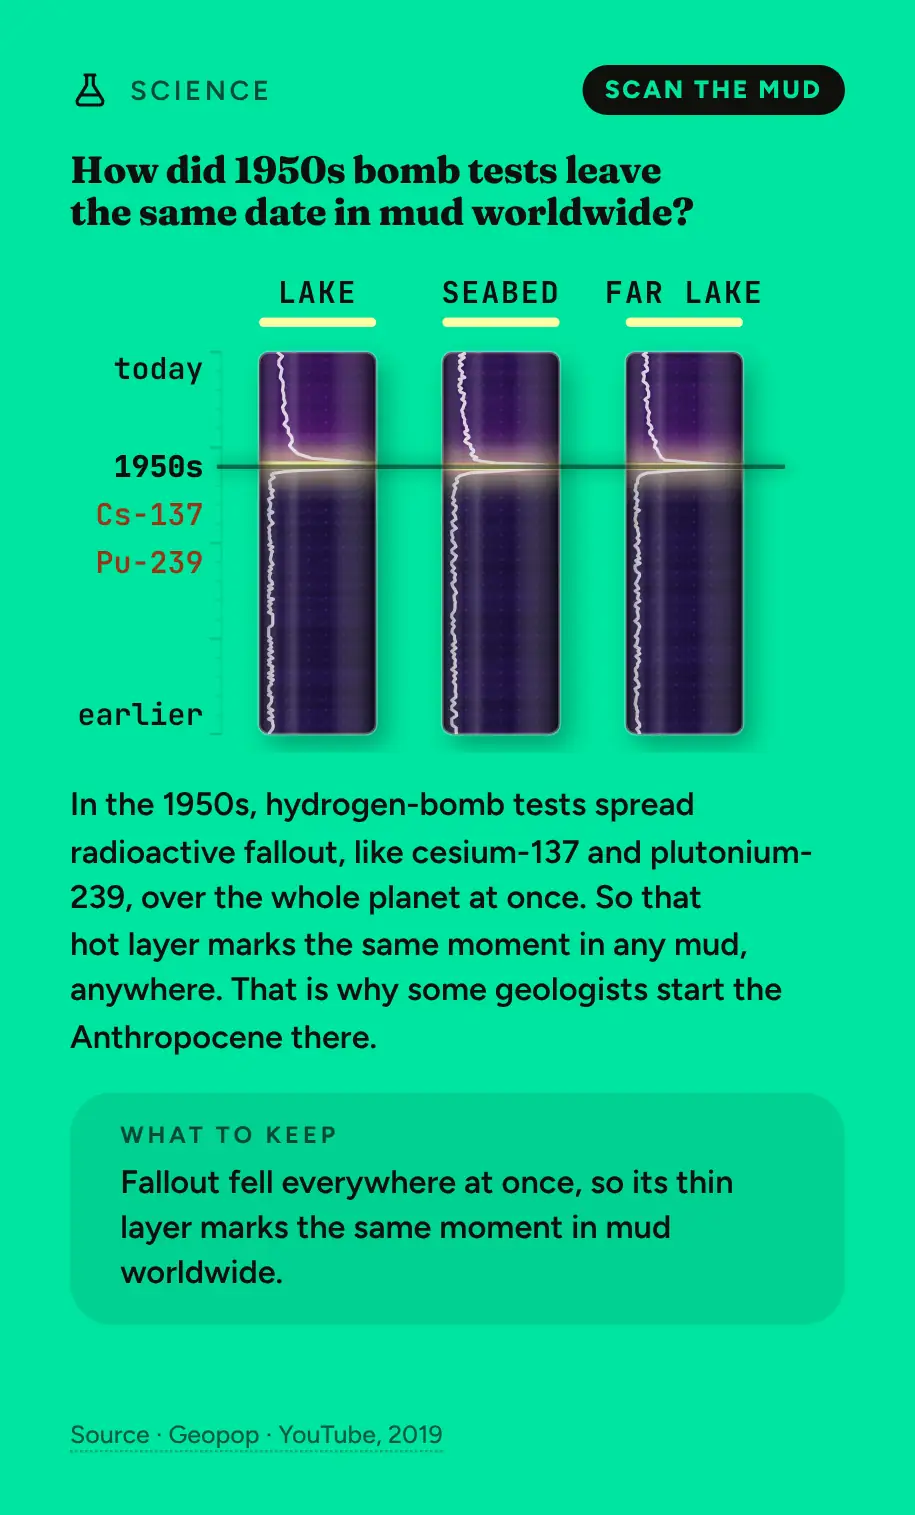 SCIENCE
SCAN THE MUD
How did 1950s bomb tests leave
the same date in mud worldwide?
LAKE SEABED FAR LAKE
today
1950s
Cs-137
Pu-239
earlier
In the 1950s, hydrogen-bomb tests spread
radioactive fallout, like cesium-137 and plutonium-
239, over the whole planet at once. So that
hot layer marks the same moment in any mud,
anywhere. That is why some geologists start the
Anthropocene there.
WHAT TO KEEP
Fallout fell everywhere at once, so its thin
layer marks the same moment in mud
worldwide.
Source · Geopop · YouTube, 2019